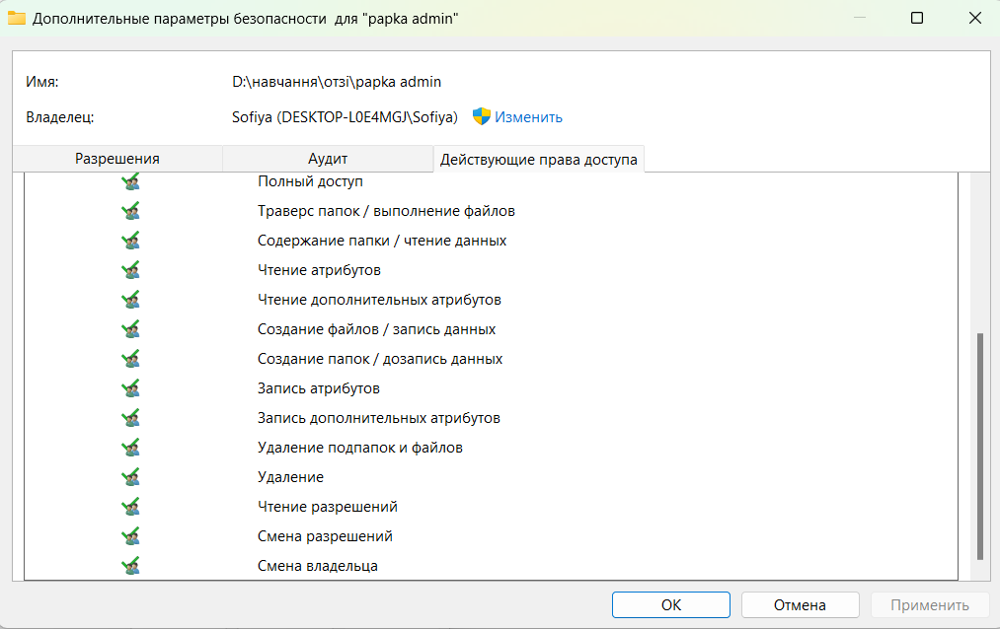 Дополнительные параметры безопасности для "papka admin"
Имя: D:\навчання\отзі\papka admin
Владелец: Sofiya (DESKTOP-L0E4MGJ\Sofiya) Изменить
Разрешения Аудит Действующие права доступа
Полный доступ
Траверс папок / выполнение файлов
Содержание папки / чтение данных
Чтение атрибутов
Чтение дополнительных атрибутов
Создание файлов / запись данных
Создание папок / дозапись данных
Запись атрибутов
Запись дополнительных атрибутов
Удаление подпапок и файлов
Удаление
Чтение разрешений
Смена разрешений
Смена владельца
ОК Отмена Применить